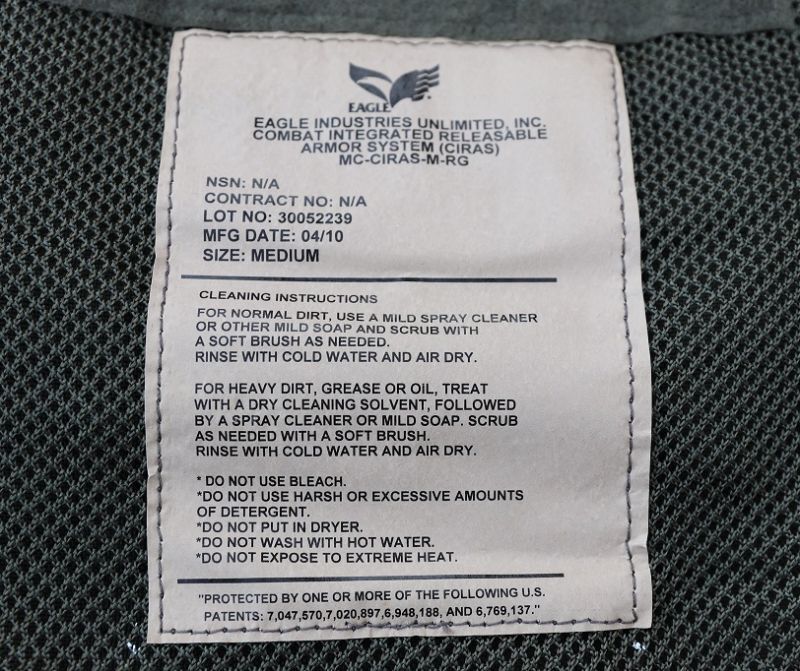 EAGLE
EAGLE INDUSTRIES UNLIMITED, INC.
COMBAT INTEGRATED RELEASABLE
ARMOR SYSTEM (CIRAS)
MC-CIRAS-M-RG
NSN: N/A
CONTRACT NO: N/A
LOT NO: 30052239
MFG DATE: 04/10
SIZE: MEDIUM
CLEANING INSTRUCTIONS
FOR NORMAL DIRT, USE A MILD SPRAY CLEANER
OR OTHER MILD SOAP AND SCRUB WITH
A SOFT BRUSH AS NEEDED.
RINSE WITH COLD WATER AND AIR DRY.
FOR HEAVY DIRT, GREASE OR OIL, TREAT
WITH A DRY CLEANING SOLVENT, FOLLOWED
BY A SPRAY CLEANER OR MILD SOAP. SCRUB
AS NEEDED WITH A SOFT BRUSH.
RINSE WITH COLD WATER AND AIR DRY.
* DO NOT USE BLEACH.
*DO NOT USE HARSH OR EXCESSIVE AMOUNTS
OF DETERGENT.
*DO NOT PUT IN DRYER.
*DO NOT WASH WITH HOT WATER.
*DO NOT EXPOSE TO EXTREME HEAT.
"PROTECTED BY ONE OR MORE OF THE FOLLOWING U.S.
PATENTS: 7,047,570,7,020,897,6,948,188, AND 6,769,137."